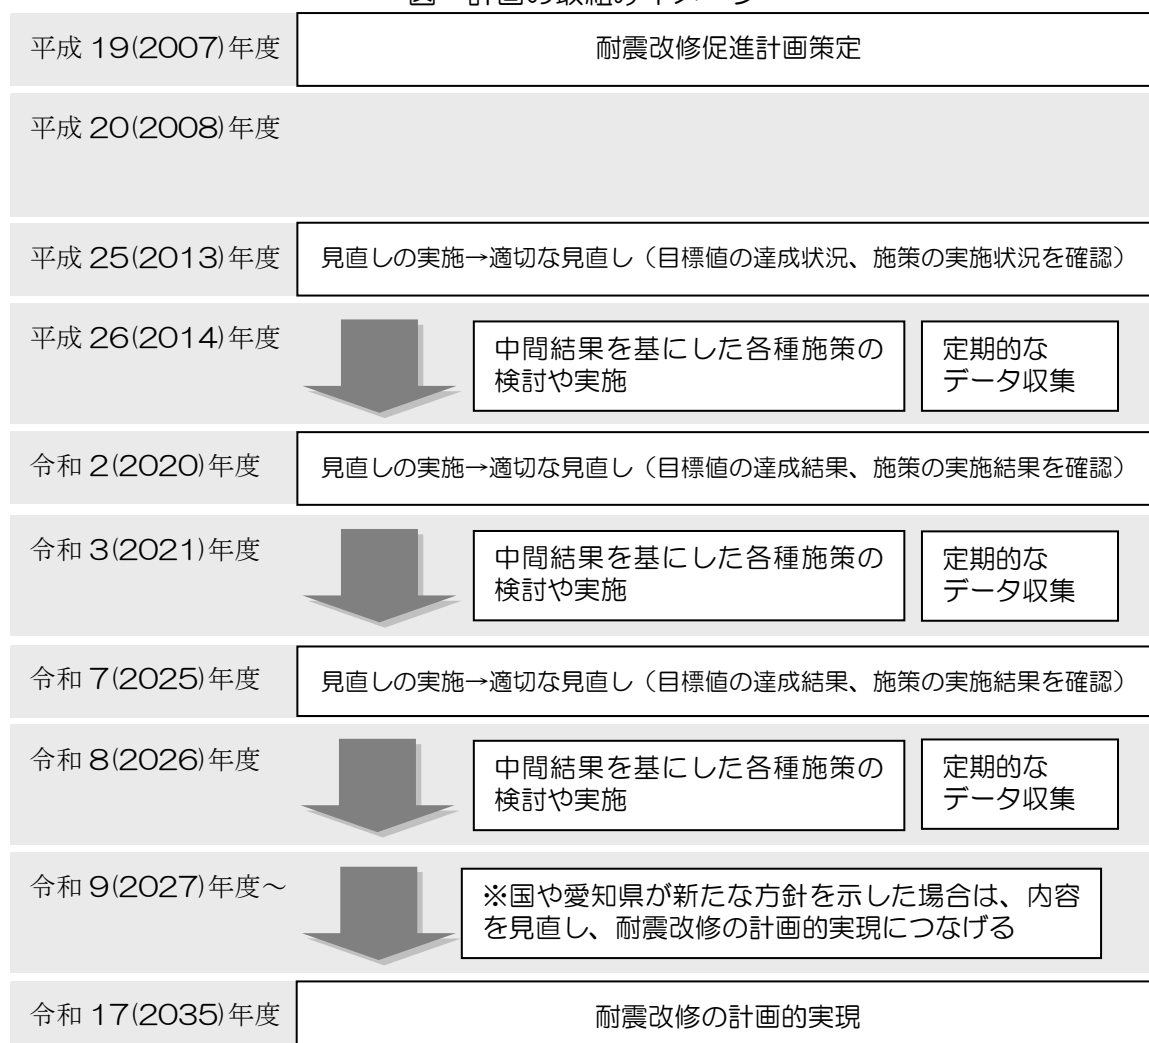 図 計画の取組みイメージ
平成 19(2007)年度
耐震改修促進計画策定
平成 20(2008)年度
平成 25(2013)年度
見直しの実施→適切な見直し（目標値の達成状況、施策の実施状況を確認）
平成 26(2014)年度
中間結果を基にした各種施策の
検討や実施
定期的な
データ収集
令和 2(2020)年度
見直しの実施→適切な見直し（目標値の達成結果、施策の実施結果を確認）
令和 3(2021)年度
中間結果を基にした各種施策の
検討や実施
定期的な
データ収集
令和 7(2025)年度
見直しの実施→適切な見直し（目標値の達成結果、施策の実施結果を確認）
令和 8(2026)年度
中間結果を基にした各種施策の
検討や実施
定期的な
データ収集
令和 9(2027)年度～
※国や愛知県が新たな方針を示した場合は、内容
を見直し、耐震改修の計画的実現につなげる
令和 17(2035)年度
耐震改修の計画的実現